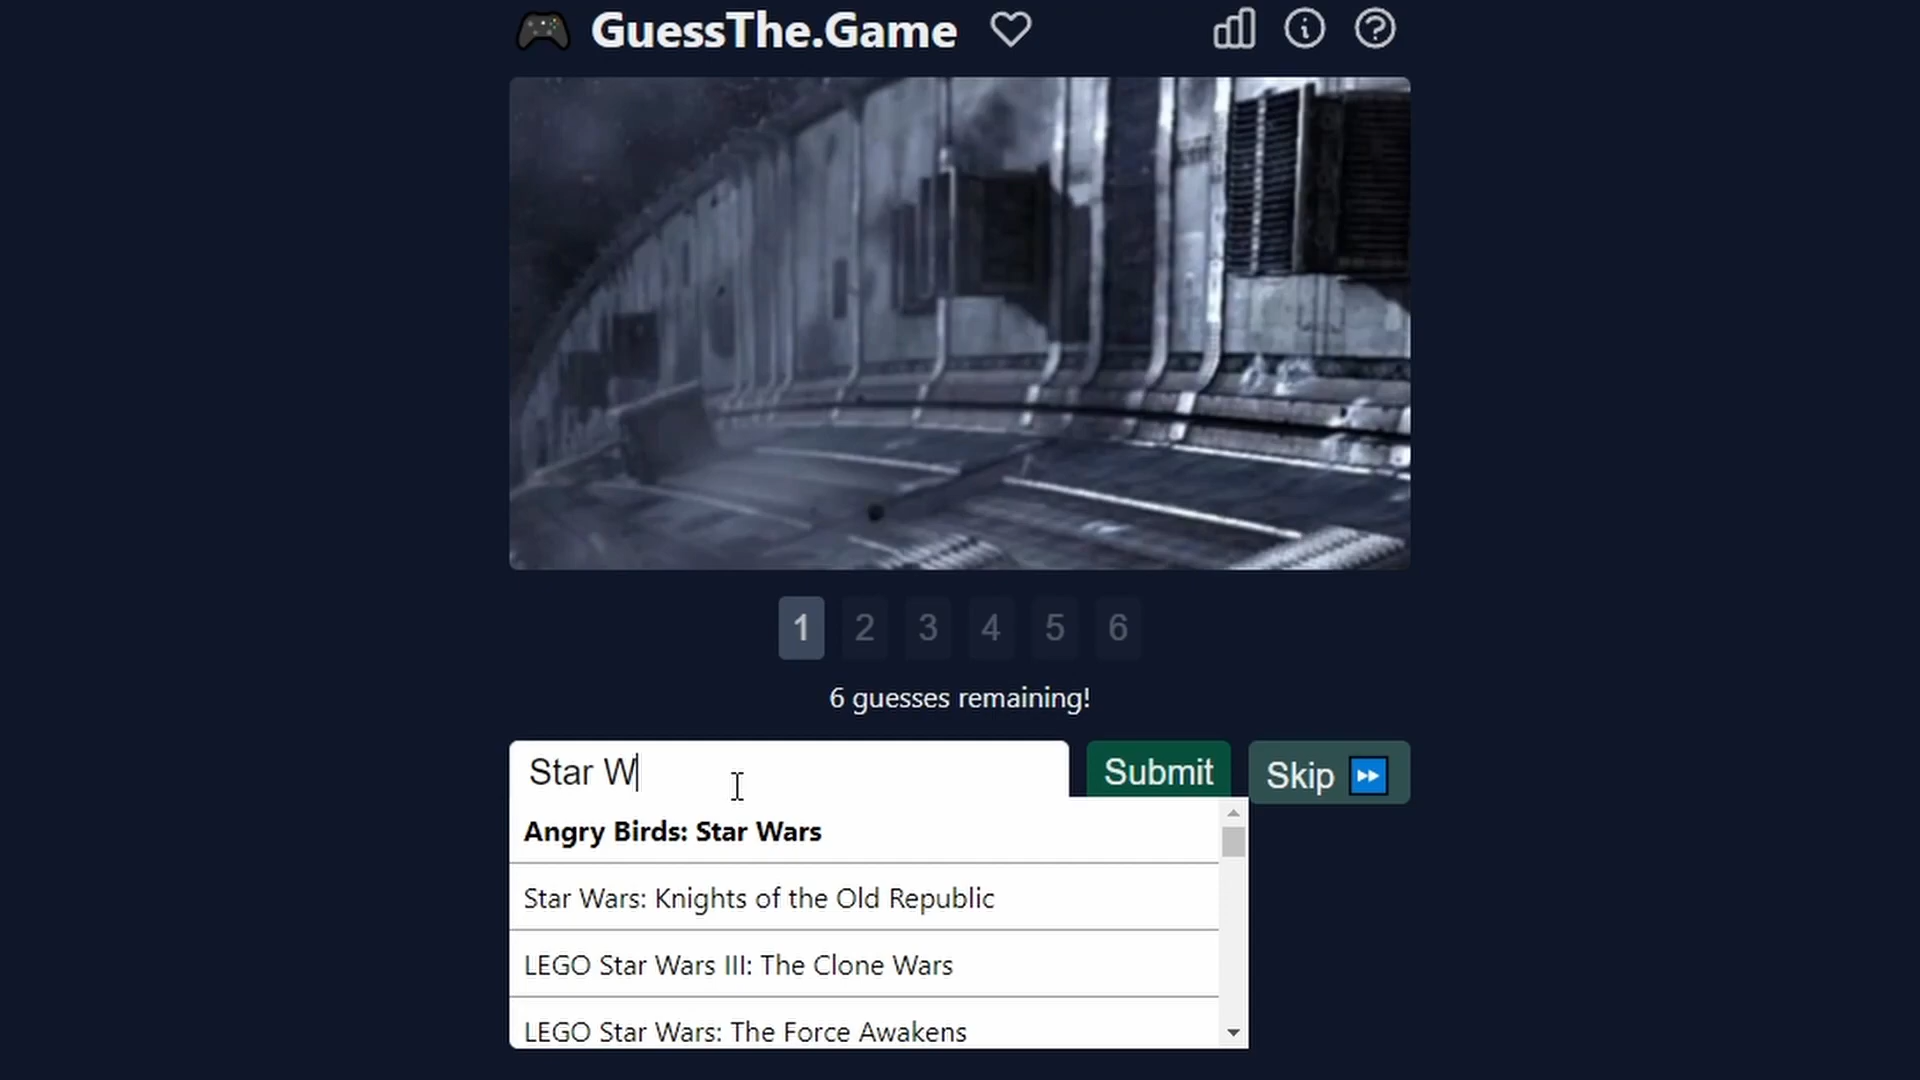 GuessThe.Game
1 2 3 4 5 6
6 guesses remaining!
Star W Submit Skip
Angry Birds: Star Wars
Star Wars: Knights of the Old Republic
LEGO Star Wars III: The Clone Wars
LEGO Star Wars: The Force Awakens